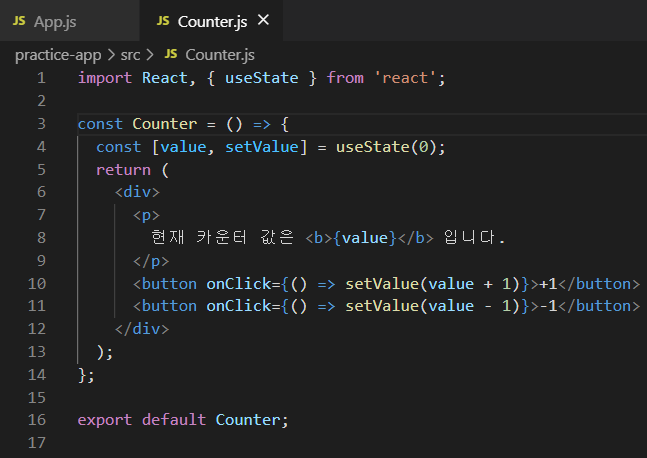 JS App.js JS Counter.js ×
practice-app > src > JS Counter.js
1 import React, { useState } from 'react';
2
3 const Counter = () => {
4   const [value, setValue] = useState(0);
5   return (
6     <div>
7       <p>
8         현재 카운터 값은 <b>{value}</b> 입니다.
9       </p>
10       <button onClick={() => setValue(value + 1)}>+1</button>
11       <button onClick={() => setValue(value - 1)}>-1</button>
12     </div>
13   );
14 };
15
16 export default Counter;
17